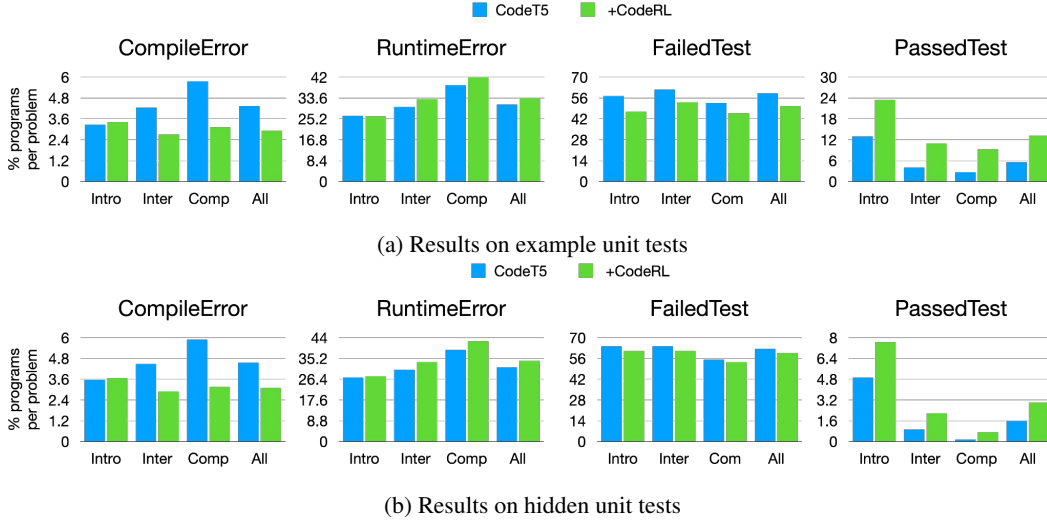 CodeT5 +CodeRL
CompileError RuntimeError FailedTest PassedTest
% programs
per problem
6 4.8 3.6 2.4 1.2 0
Intro Inter Comp All
42 33.6 25.2 16.8 8.4 0
Intro Inter Comp All
70 56 42 28 14 0
Intro Inter Com All
30 24 18 12 6 0
Intro Inter Comp All
(a) Results on example unit tests
CodeT5 +CodeRL
CompileError RuntimeError FailedTest PassedTest
% programs
per problem
6 4.8 3.6 2.4 1.2 0
Intro Inter Comp All
44 35.2 26.4 17.6 8.8 0
Intro Inter Comp All
70 56 42 28 14 0
Intro Inter Com All
8 6.4 4.8 3.2 1.6 0
Intro Inter Comp All
(b) Results on hidden unit tests